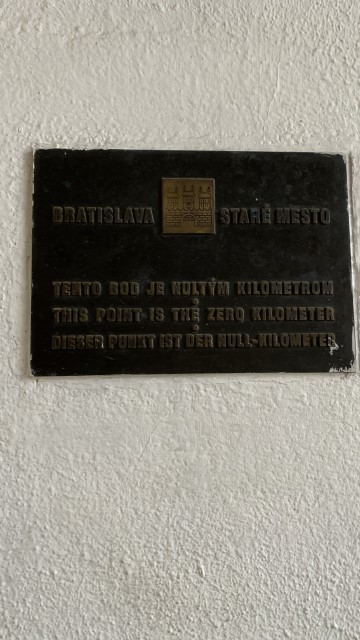 BRATISLAVA STARÉ MESTO
TENTO BOD JE NULTÝM KILOMETROM
THIS POINT IS THE ZERO KILOMETER
DIESER PUNKT IST DER NULL-KILOMETER